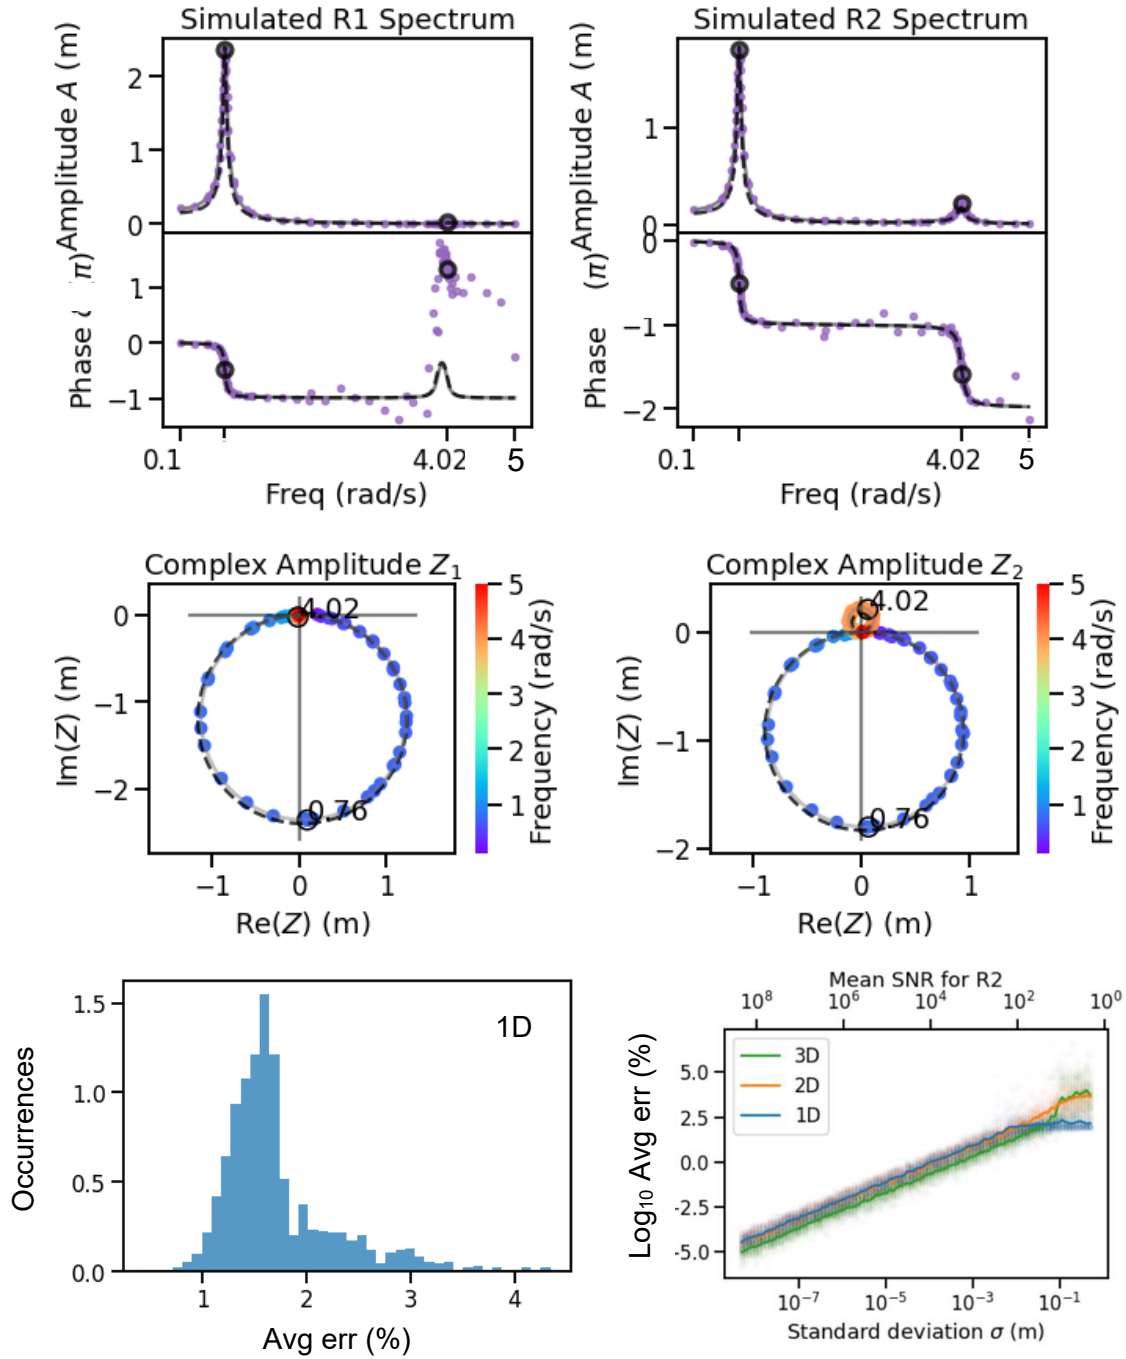 Simulated R1 Spectrum
Simulated R2 Spectrum
Amplitude A (m)
2
1
0
Amplitude A (m)
1
0
Phase (π)
1
0
−1
Phase (π)
0
−1
−2
0.1
4.02
5
Freq (rad/s)
0.1
4.02
5
Freq (rad/s)
Complex Amplitude Z1
Complex Amplitude Z2
Im(Z) (m)
0
−1
−2
4.02
0.76
−1
0
1
Re(Z) (m)
5
4
3
2
1
Frequency (rad/s)
Im(Z) (m)
0
−1
−2
4.02
0.76
−1
0
1
Re(Z) (m)
5
4
3
2
1
Frequency (rad/s)
Occurrences
1.5
1.0
0.5
0.0
1D
1
2
3
4
Avg err (%)
Mean SNR for R2
10^8
10^6
10^4
10^2
10^0
Log10 Avg err (%)
5.0
2.5
0.0
-2.5
-5.0
3D
2D
1D
10^−7
10^−5
10^−3
10^−1
Standard deviation σ (m)